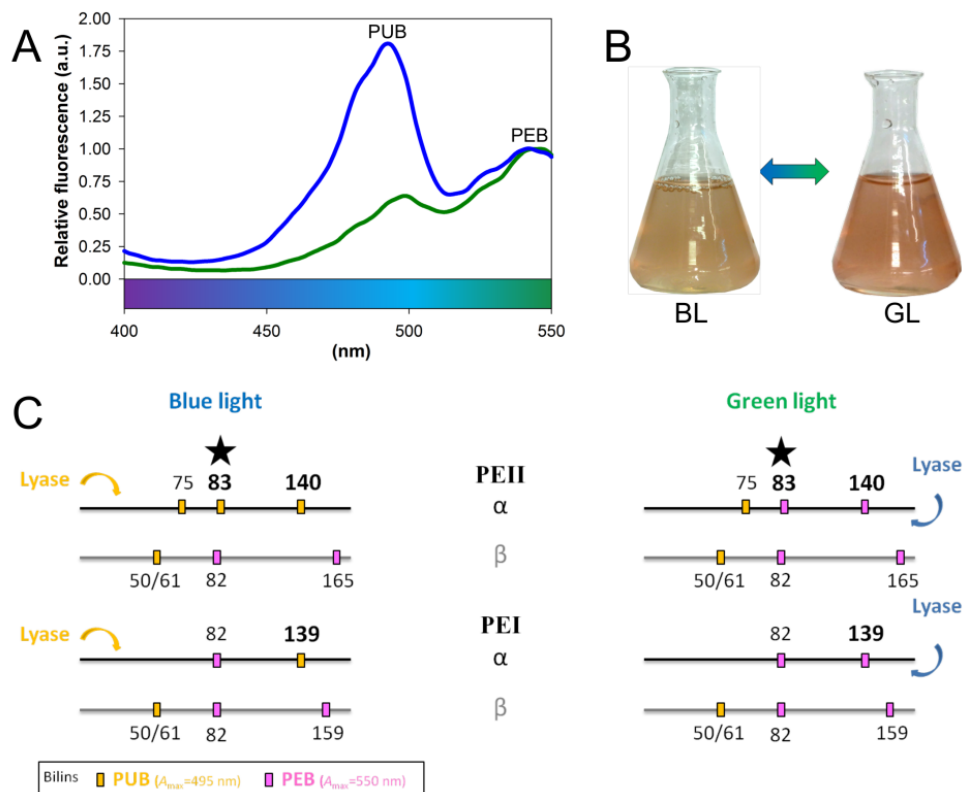 A
Relative fluorescence (a.u.)
2.00
1.75
1.50
1.25
1.00
0.75
0.50
0.25
0.00
PUB
PEB
400 450 500 550
(nm)
B
BL GL
C
Blue light Green light
Lyase 75 83 140 PEII 75 83 140
α Lyase
β
50/61 82 165 50/61 82 165
Lyase 82 139 PEI 82 139 Lyase
α
β
50/61 82 159 50/61 82 159
Bilins PUB (Amax=495 nm) PEB (Amax=550 nm)